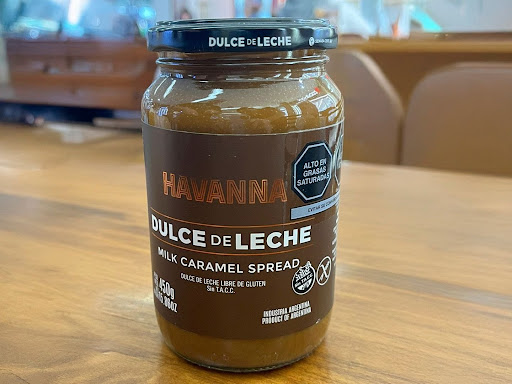 DULCE DE LECHE
ALTO EN
GRASAS
SATURADAS
HAVANNA
DULCE DE LECHE
MILK CARAMEL SPREAD
DULCE DE LECHE LIBRE DE GLUTEN
Sin T.A.C.C.
450g
INDUSTRIA ARGENTINA
PRODUCT OF ARGENTINA